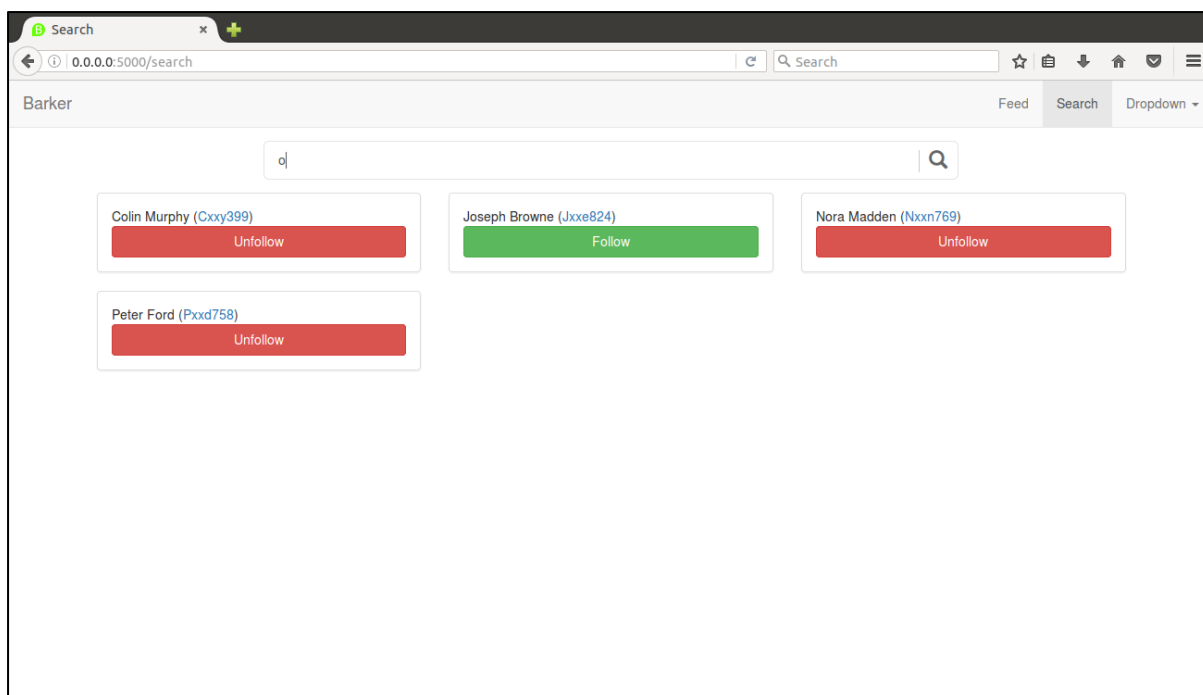 B Search
0.0.0.0:5000/search
Search
Barker
Feed Search Dropdown
o
Colin Murphy (Cxxy399)
Unfollow
Joseph Browne (Jxxe824)
Follow
Nora Madden (Nxxn769)
Unfollow
Peter Ford (Pxxd758)
Unfollow